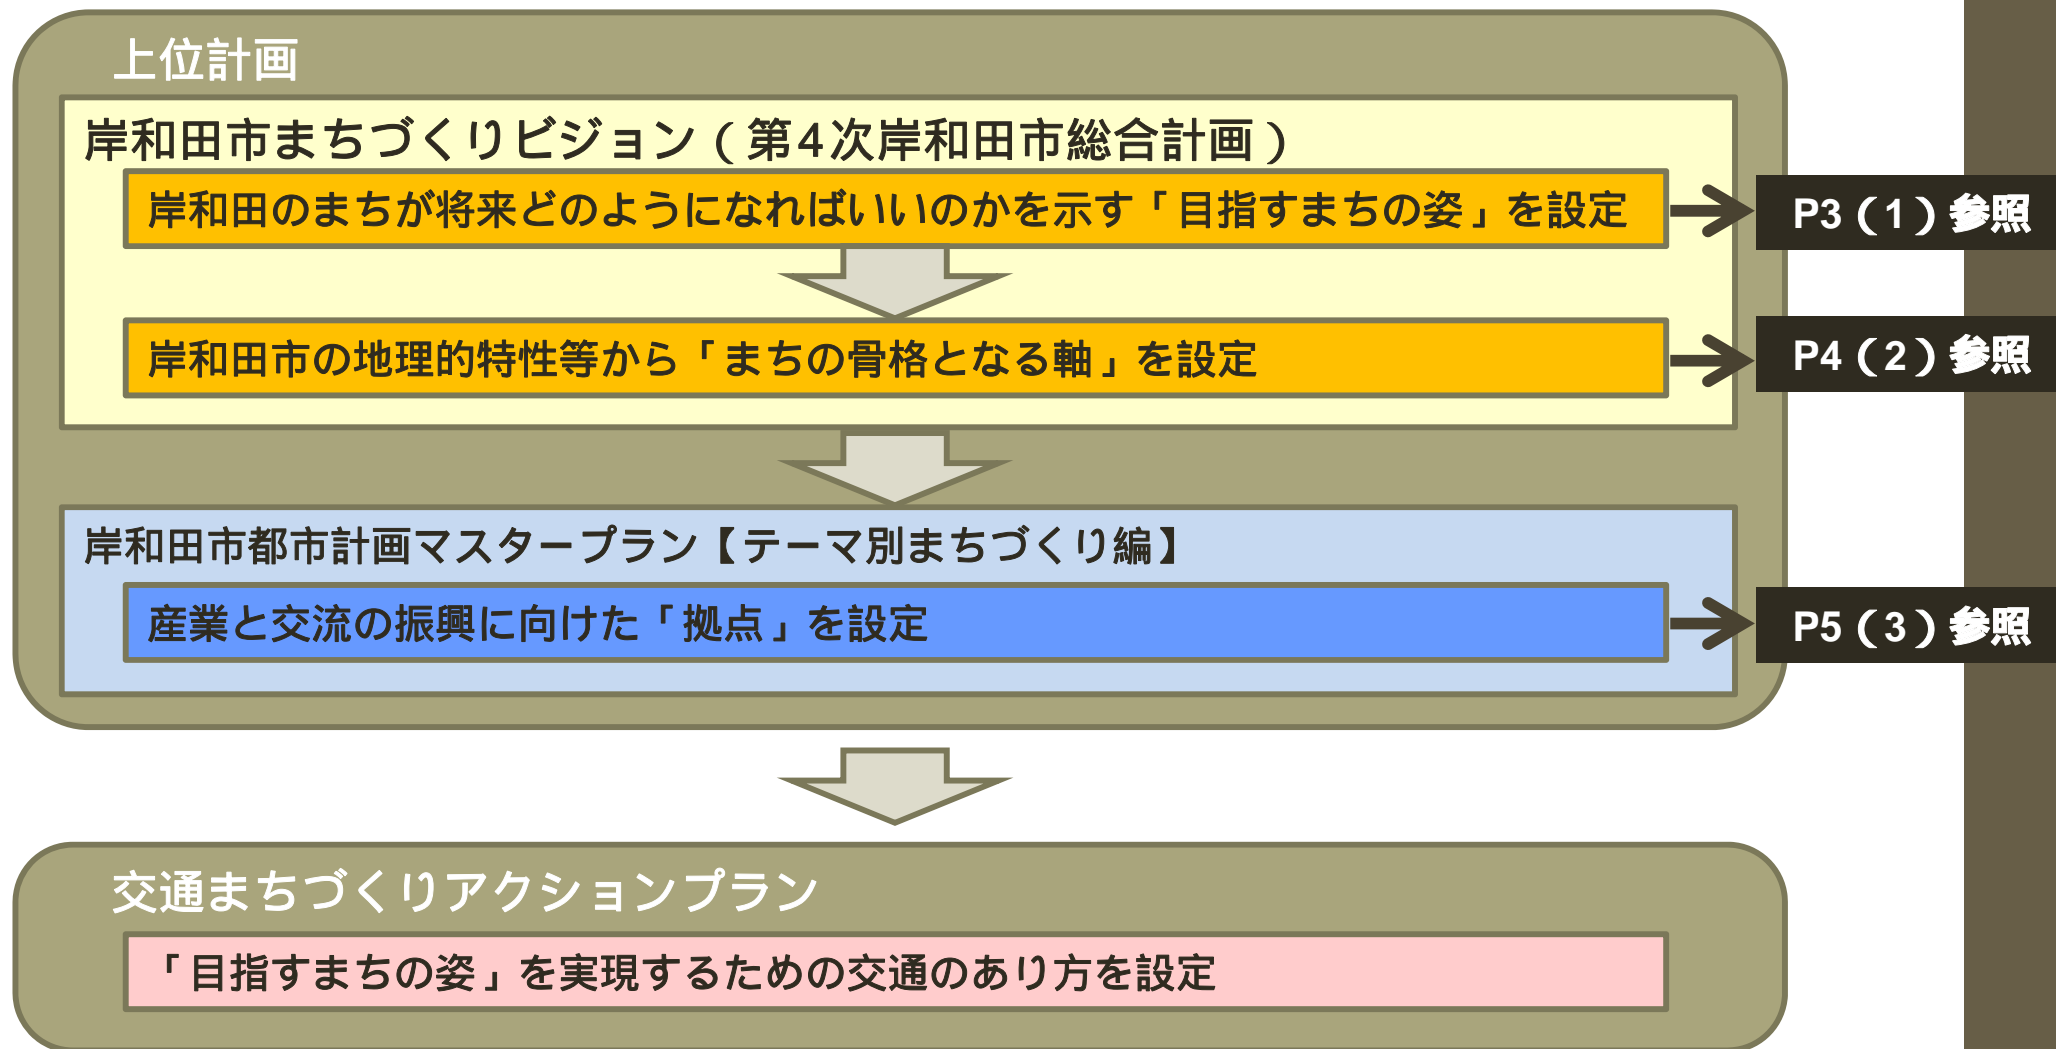 上位計画
岸和田市まちづくりビジョン（第4次岸和田市総合計画）
岸和田のまちが将来どのようになればいいのかを示す「目指すまちの姿」を設定
P3（1）参照
岸和田市の地理的特性等から「まちの骨格となる軸」を設定
P4（2）参照
岸和田市都市計画マスタープラン【テーマ別まちづくり編】
産業と交流の振興に向けた「拠点」を設定
P5（3）参照
交通まちづくりアクションプラン
「目指すまちの姿」を実現するための交通のあり方を設定